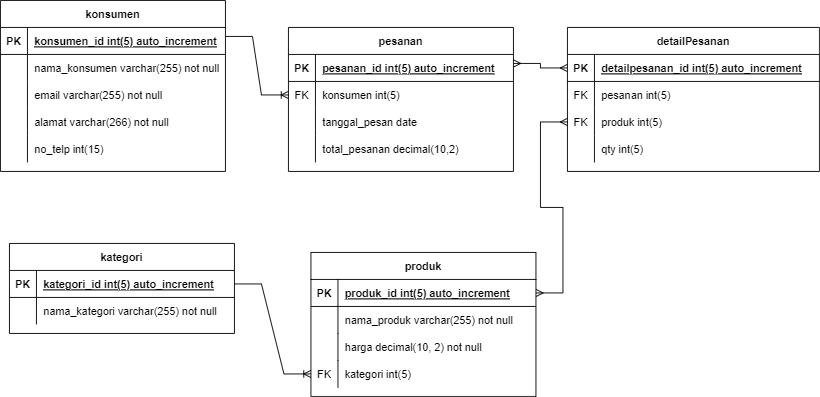 konsumen
PK konsumen_id int(5) auto_increment
nama_konsumen varchar(255) not null
email varchar(255) not null
alamat varchar(266) not null
no_telp int(15)
pesanan
PK pesanan_id int(5) auto_increment
FK konsumen int(5)
tanggal_pesan date
total_pesanan decimal(10,2)
detailPesanan
PK detailpesanan_id int(5) auto_increment
FK pesanan int(5)
FK produk int(5)
qty int(5)
kategori
PK kategori_id int(5) auto_increment
nama_kategori varchar(255) not null
produk
PK produk_id int(5) auto_increment
nama_produk varchar(255) not null
harga decimal(10, 2) not null
FK kategori int(5)